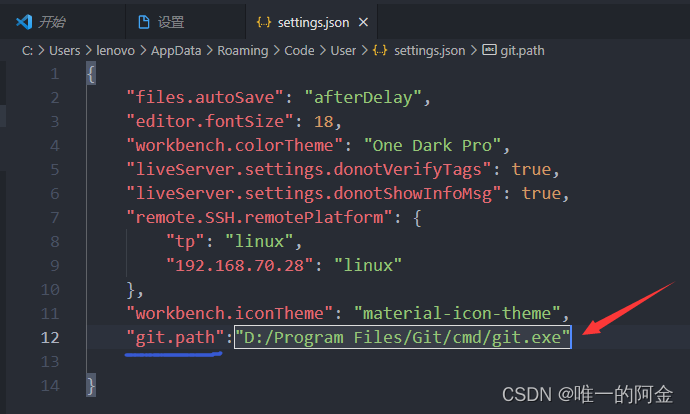 开始 设置 settings.json
C: > Users > lenovo > AppData > Roaming > Code > User > {..} settings.json > abc git.path
1 {
2 "files.autoSave": "afterDelay",
3 "editor.fontSize": 18,
4 "workbench.colorTheme": "One Dark Pro",
5 "liveServer.settings.donotVerifyTags": true,
6 "liveServer.settings.donotShowInfoMsg": true,
7 "remote.SSH.remotePlatform": {
8 "tp": "linux",
9 "192.168.70.28": "linux"
10 },
11 "workbench.iconTheme": "material-icon-theme",
12 "git.path":"D:/Program Files/Git/cmd/git.exe"
13
14 }
CSDN @唯一的阿金